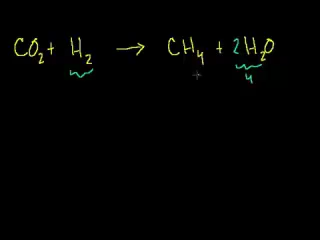 CO₂ + H₂ → CH₄ + 2H₂O
4